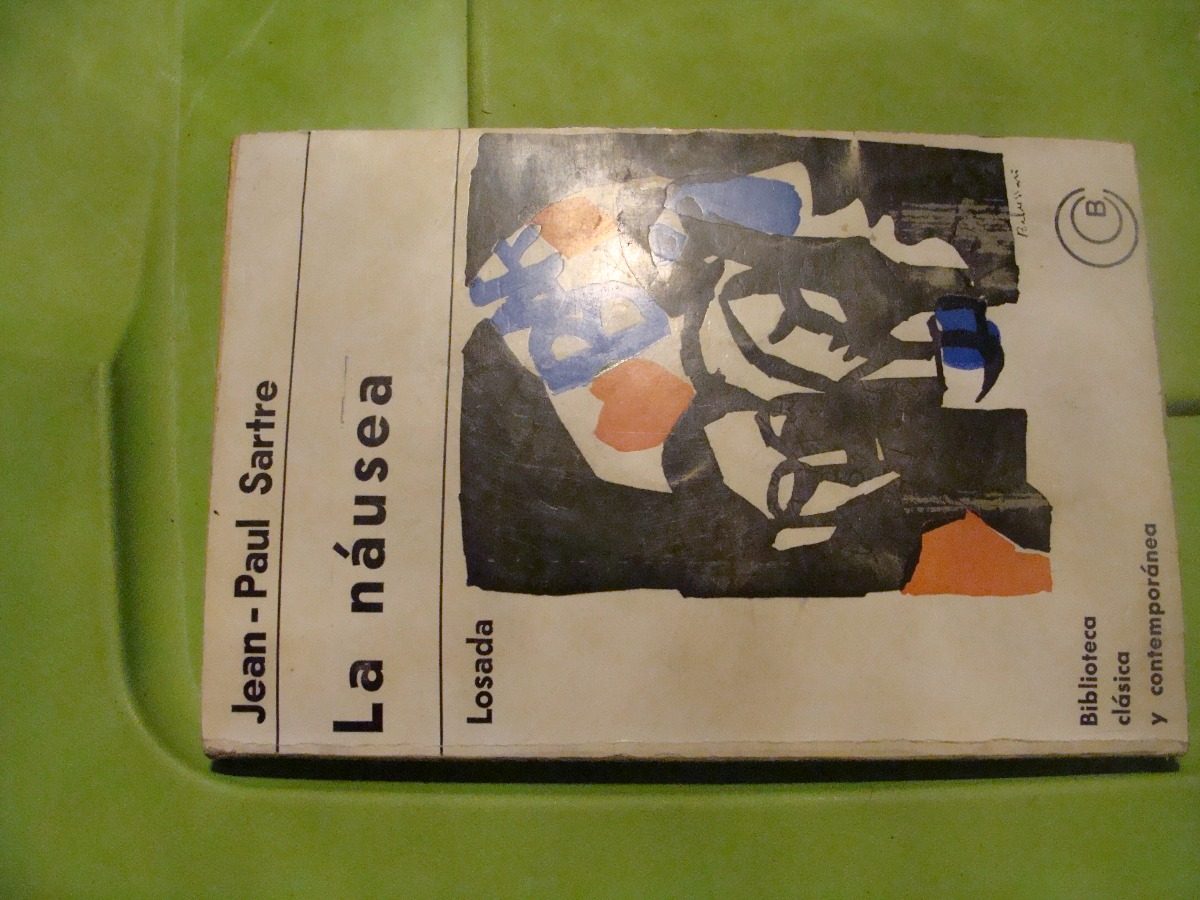 Jean-Paul Sartre
La náusea
Losada
B
Biblioteca
clásica
y contemporánea